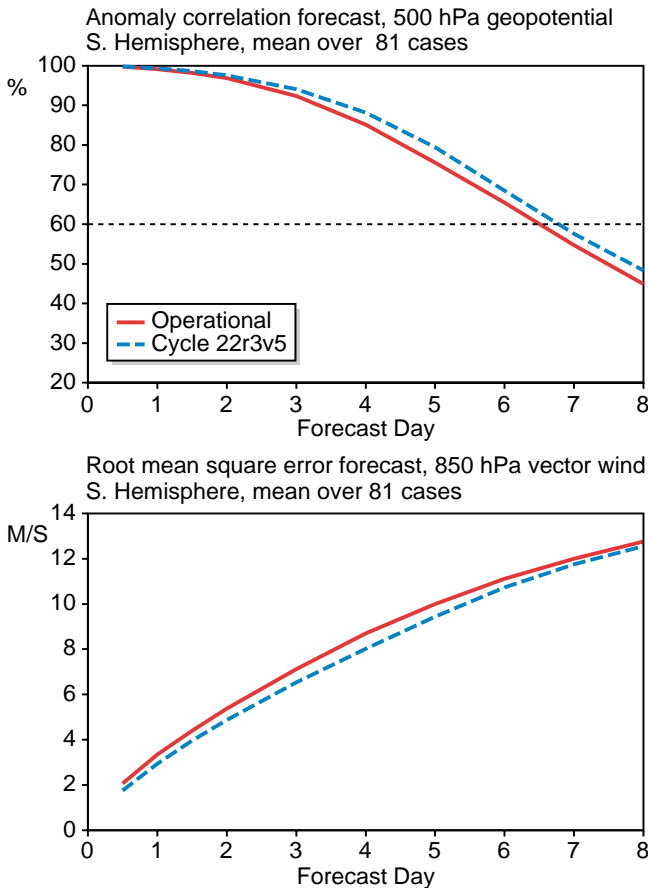 Anomaly correlation forecast, 500 hPa geopotential
S. Hemisphere, mean over 81 cases
%
100
90
80
70
60
50
40
30
20
Operational
Cycle 22r3v5
0 1 2 3 4 5 6 7 8
Forecast Day
Root mean square error forecast, 850 hPa vector wind
S. Hemisphere, mean over 81 cases
M/S
14
12
10
8
6
4
2
0
0 1 2 3 4 5 6 7 8
Forecast Day